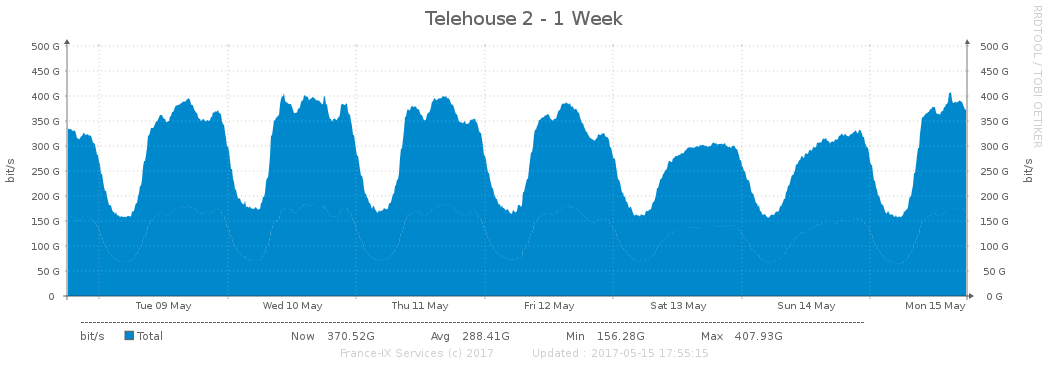 Telehouse 2 - 1 Week
RRDTOOL / TOBI OETIKER
500 G 500 G
450 G 450 G
400 G 400 G
350 G 350 G
300 G 300 G
250 G 250 G
200 G 200 G
150 G 150 G
100 G 100 G
50 G 50 G
0 0 G
bit/s bit/s
Tue 09 May Wed 10 May Thu 11 May Fri 12 May Sat 13 May Sun 14 May Mon 15 May
bit/s Total Now 370.52G Avg 288.41G Min 156.28G Max 407.93G
France-IX Services (c) 2017 Updated : 2017-05-15 17:55:15